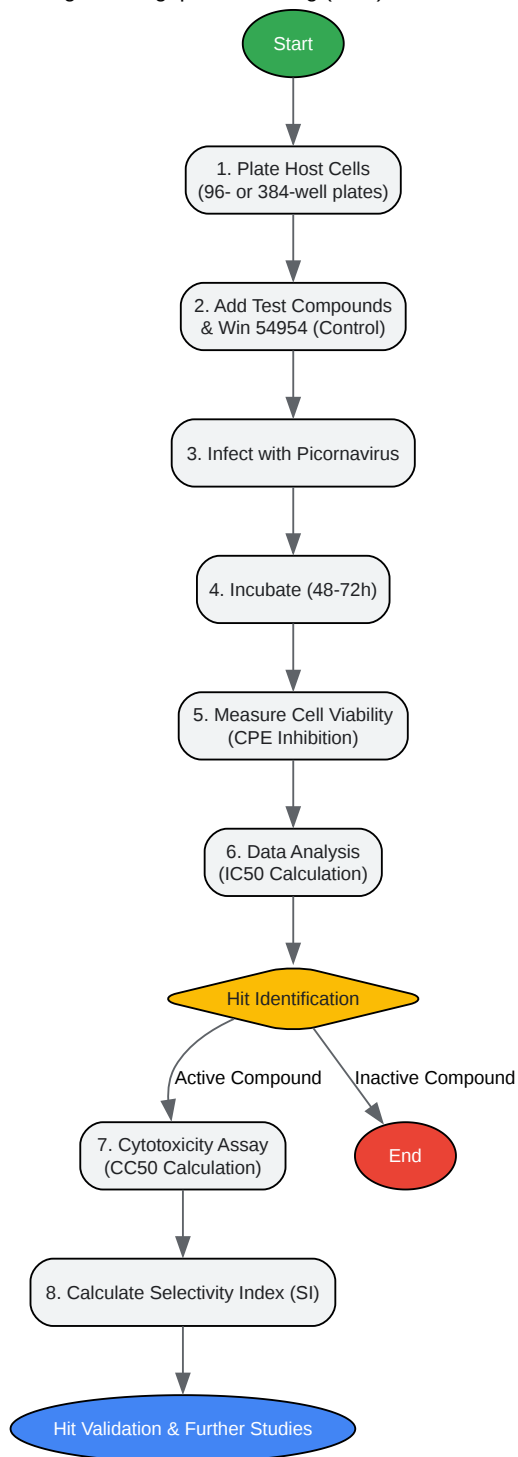 Start
1. Plate Host Cells
(96- or 384-well plates)
2. Add Test Compounds
& Win 54954 (Control)
3. Infect with Picornavirus
4. Incubate (48-72h)
5. Measure Cell Viability
(CPE Inhibition)
6. Data Analysis
(IC50 Calculation)
Hit Identification
Active Compound
Inactive Compound
7. Cytotoxicity Assay
(CC50 Calculation)
End
8. Calculate Selectivity Index (SI)
Hit Validation & Further Studies